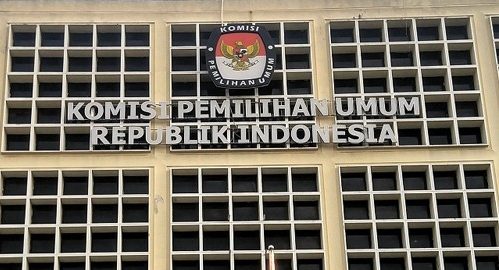 KOMISI
PEMILIHAN UMUM
KOMISI PEMILIHAN UMUM
REPUBLIK INDONESIA